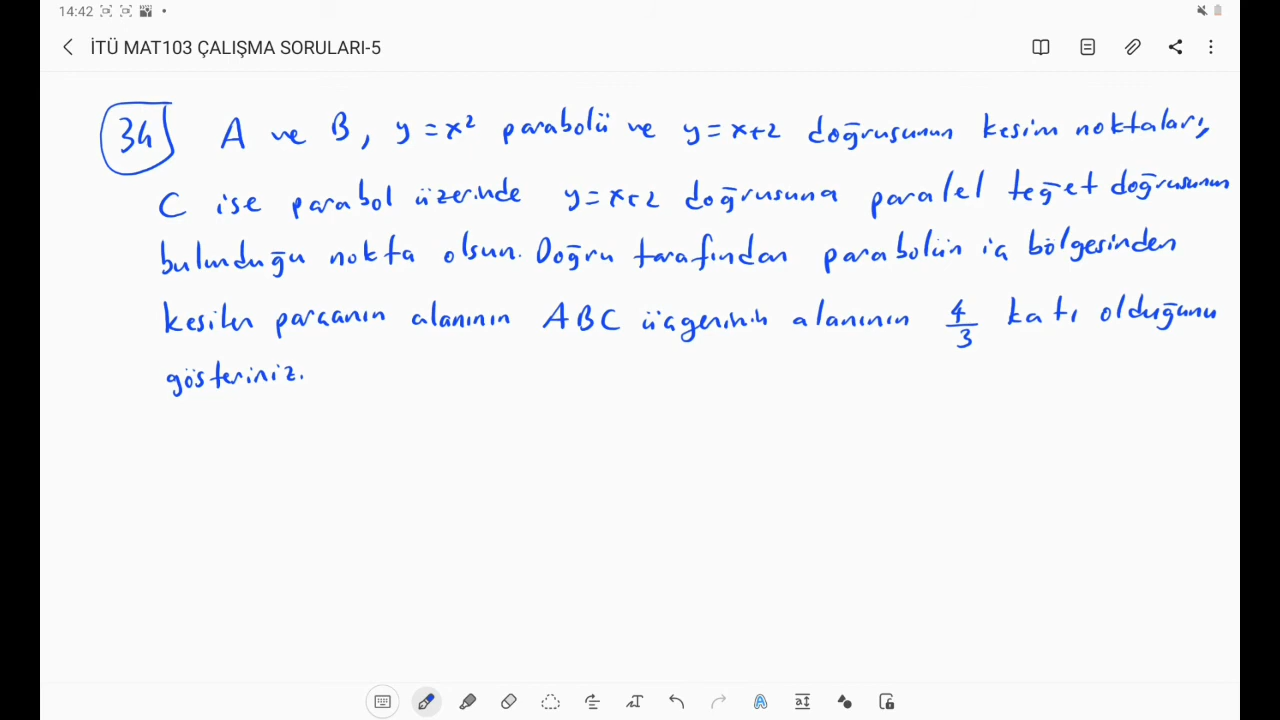 14:42
İTÜ MAT103 ÇALIŞMA SORULARI-5
34 A ve B, y=x² parabolü ve y=x+2 doğrusunun kesim noktaları,
C ise parabol üzerinde y=x+2 doğrusuna paralel teğet doğrusunun
bulunduğu nokta olsun. Doğru tarafından parabolün iç bölgesinden
kesilen parçanın alanının ABC üçgeninin alanının 4/3 katı olduğunu
gösteriniz.